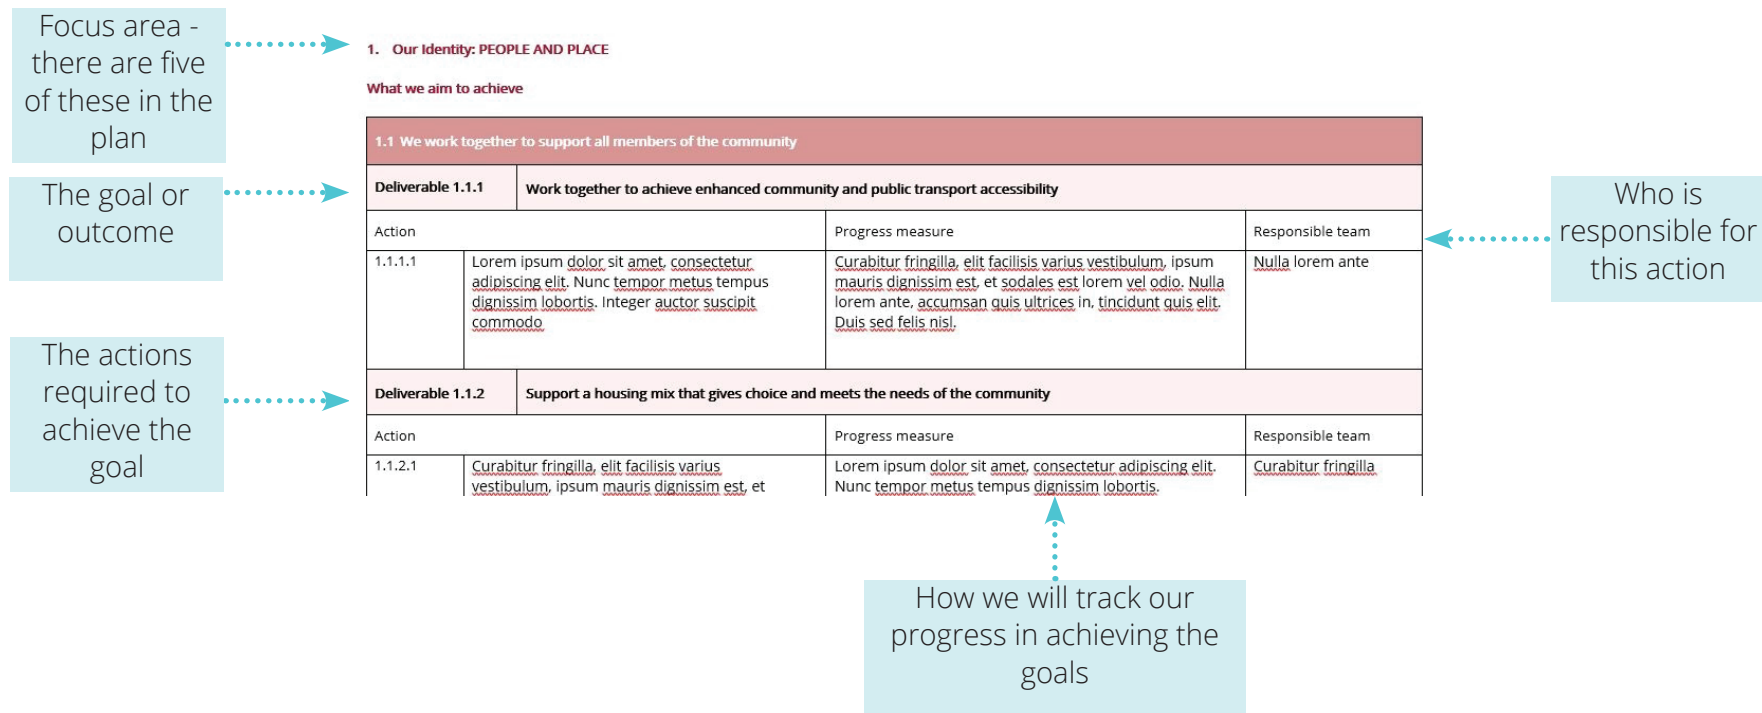 Focus area -
there are five
of these in the
plan
The goal or
outcome
The actions
required to
achieve the
goal
1. Our Identity: PEOPLE AND PLACE
What we aim to achieve
1.1 We work together to support all members of the community
Deliverable 1.1.1
Work together to achieve enhanced community and public transport accessibility
Action
Progress measure
Responsible team
1.1.1.1
Lorem ipsum dolor sit amet, consectetur
adipiscing elit. Nunc tempor metus tempus
dignissim lobortis. Integer auctor suscipit
commodo
Curabitur fringilla, elit facilisis varius vestibulum, ipsum
mauris dignissim est, et sodales est lorem vel odio. Nulla
lorem ante, accumsan quis ultrices in, tincidunt quis elit.
Duis sed felis nisl.
Nulla lorem ante
Deliverable 1.1.2
Support a housing mix that gives choice and meets the needs of the community
Action
Progress measure
Responsible team
1.1.2.1
Curabitur fringilla, elit facilisis varius
vestibulum, ipsum mauris dignissim est, et
Lorem ipsum dolor sit amet, consectetur adipiscing elit.
Nunc tempor metus tempus dignissim lobortis.
Curabitur fringilla
Who is
responsible for
this action
How we will track our
progress in achieving the
goals